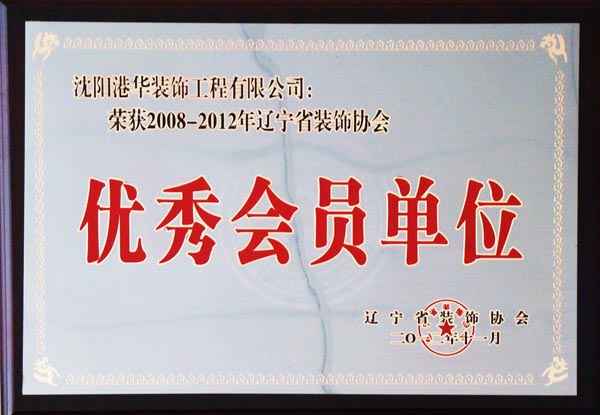 沈阳港华装饰工程有限公司：
荣获2008-2012年辽宁省装饰协会
优秀会员单位
辽宁省装饰协会
二〇一二年十一月